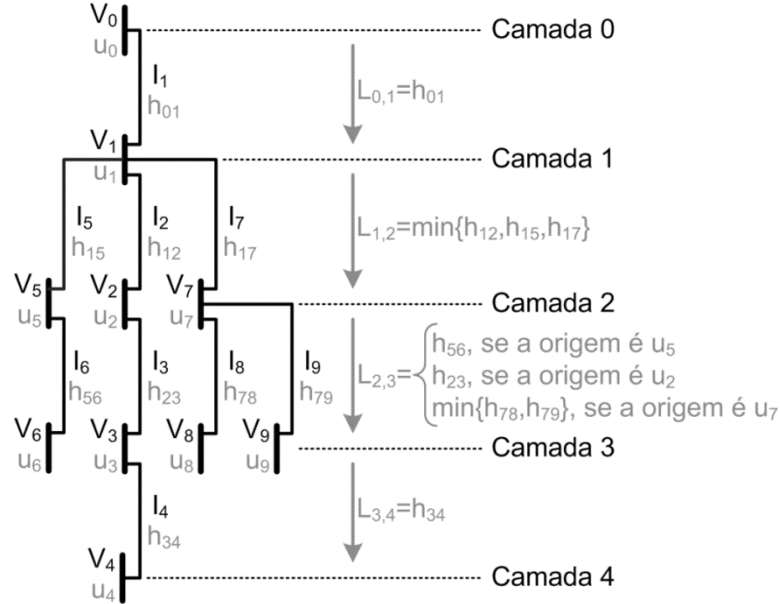 V₀ Camada 0
u₀
I₁ L₀,₁=h₀₁
h₀₁
V₁ Camada 1
u₁
I₅ I₂ I₇ L₁,₂=min{h₁₂,h₁₅,h₁₇}
h₁₅ h₁₂ h₁₇
V₅ V₂ V₇ Camada 2
u₅ u₂ u₇
h₅₆, se a origem é u₅
I₆ I₃ I₈ I₉ L₂,₃= h₂₃, se a origem é u₂
h₅₆ h₂₃ h₇₈ h₇₉ min{h₇₈,h₇₉}, se a origem é u₇
V₆ V₃ V₈ V₉ Camada 3
u₆ u₃ u₈ u₉
I₄ L₃,₄=h₃₄
h₃₄
V₄ Camada 4
u₄